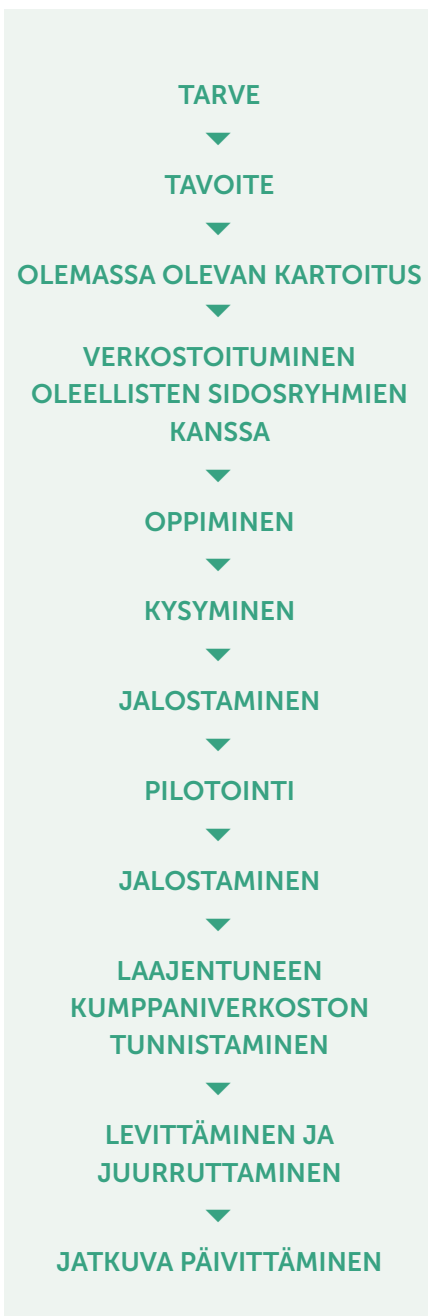 TARVE
TAVOITE
OLEMASSA OLEVAN KARTOITUS
VERKOSTOITUMINEN
OLEELLISTEN SIDOSRYHMIEN
KANSSA
OPPIMINEN
KYSYMINEN
JALOSTAMINEN
PILOTOINTI
JALOSTAMINEN
LAAJENTUNEEN
KUMPPANIVERKOSTON
TUNNISTAMINEN
LEVITTÄMINEN JA
JUURRUTTAMINEN
JATKUVA PÄIVITTÄMINEN